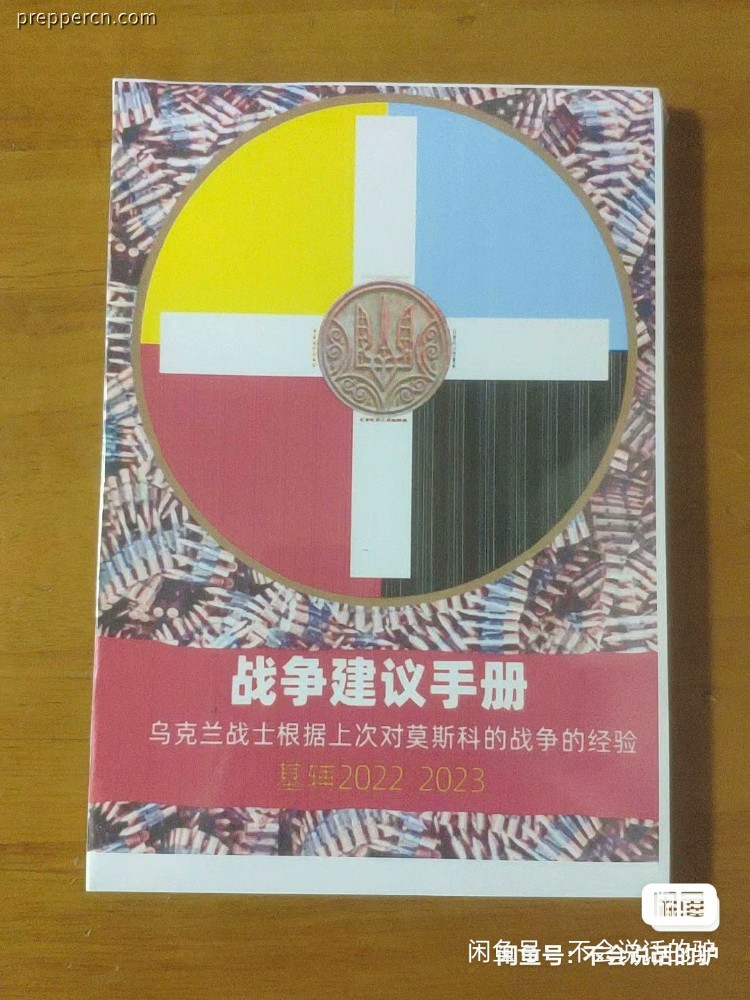 preppercn.com
战争建议手册
乌克兰战士根据上次对莫斯科的战争的经验
基辅2022 2023
闲鱼号：不会说话的驴